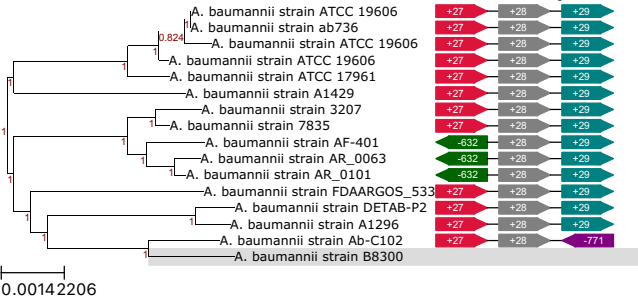 A. baumannii strain ATCC 19606 +27 +28 +29
1 A. baumannii strain ab736 +27 +28 +29
0.824 A. baumannii strain ATCC 19606 +27 +28 +29
1 A. baumannii strain ATCC 19606 +27 +28 +29
1 A. baumannii strain ATCC 17961 +27 +28 +29
1 A. baumannii strain A1429 +27 +28 +29
A. baumannii strain 3207 +27 +28 +29
1 1 A. baumannii strain 7835 +27 +28 +29
1 A. baumannii strain AF-401 -632 +28 +29
1 A. baumannii strain AR_0063 -632 +28 +29
1 1 A. baumannii strain AR_0101 -632 +28 +29
A. baumannii strain FDAARGOS_533 +27 +28 +29
1 A. baumannii strain DETAB-P2 +27 +28 +29
1 A. baumannii strain A1296 +27 +28 +29
1 A. baumannii strain Ab-C102 +27 +28 -771
1 A. baumannii strain B8300
0.00142206